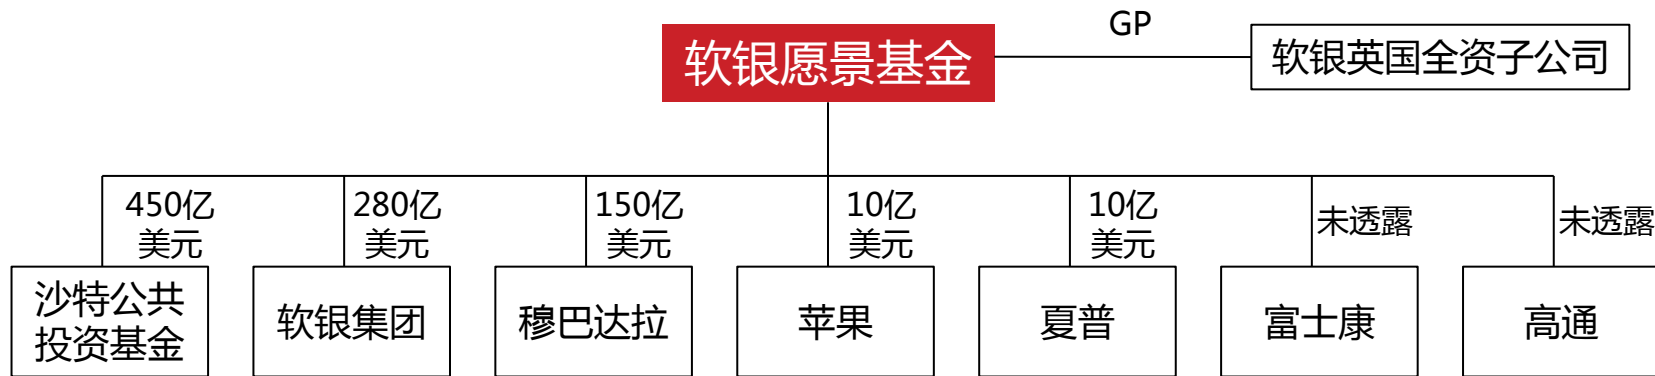 GP
软银愿景基金
软银英国全资子公司
450亿
美元
280亿
美元
150亿
美元
10亿
美元
10亿
美元
未透露
未透露
沙特公共
投资基金
软银集团
穆巴达拉
苹果
夏普
富士康
高通